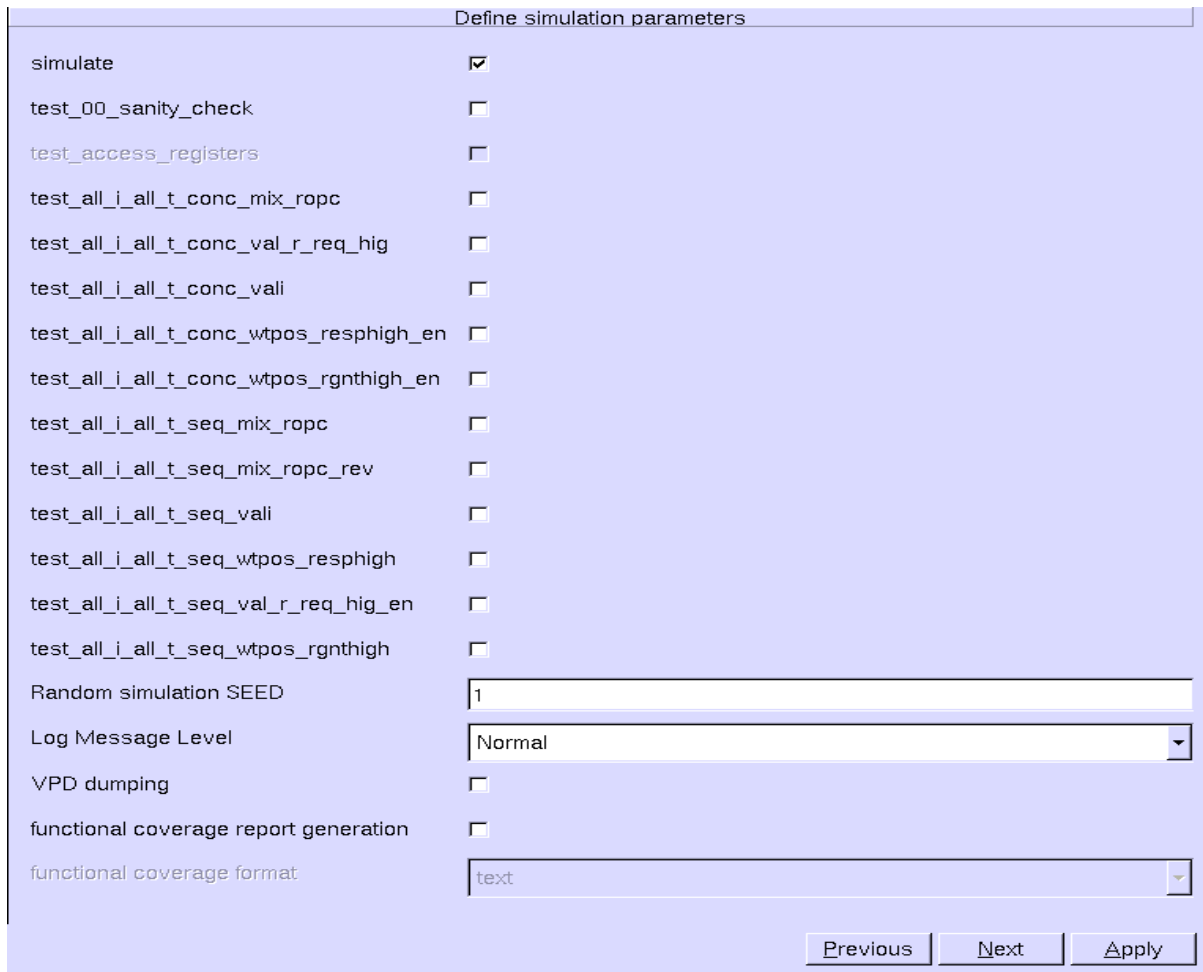 Define simulation parameters
simulate
test_00_sanity_check
test_access_registers
test_all_i_all_t_conc_mix_ropc
test_all_i_all_t_conc_val_r_req_hig
test_all_i_all_t_conc_vali
test_all_i_all_t_conc_wtpos_resphigh_en
test_all_i_all_t_conc_wtpos_rgnthigh_en
test_all_i_all_t_seq_mix_ropc
test_all_i_all_t_seq_mix_ropc_rev
test_all_i_all_t_seq_vali
test_all_i_all_t_seq_wtpos_resphigh
test_all_i_all_t_seq_val_r_req_hig_en
test_all_i_all_t_seq_wtpos_rgnthigh
Random simulation SEED 1
Log Message Level Normal
VPD dumping
functional coverage report generation
functional coverage format text
Previous Next Apply